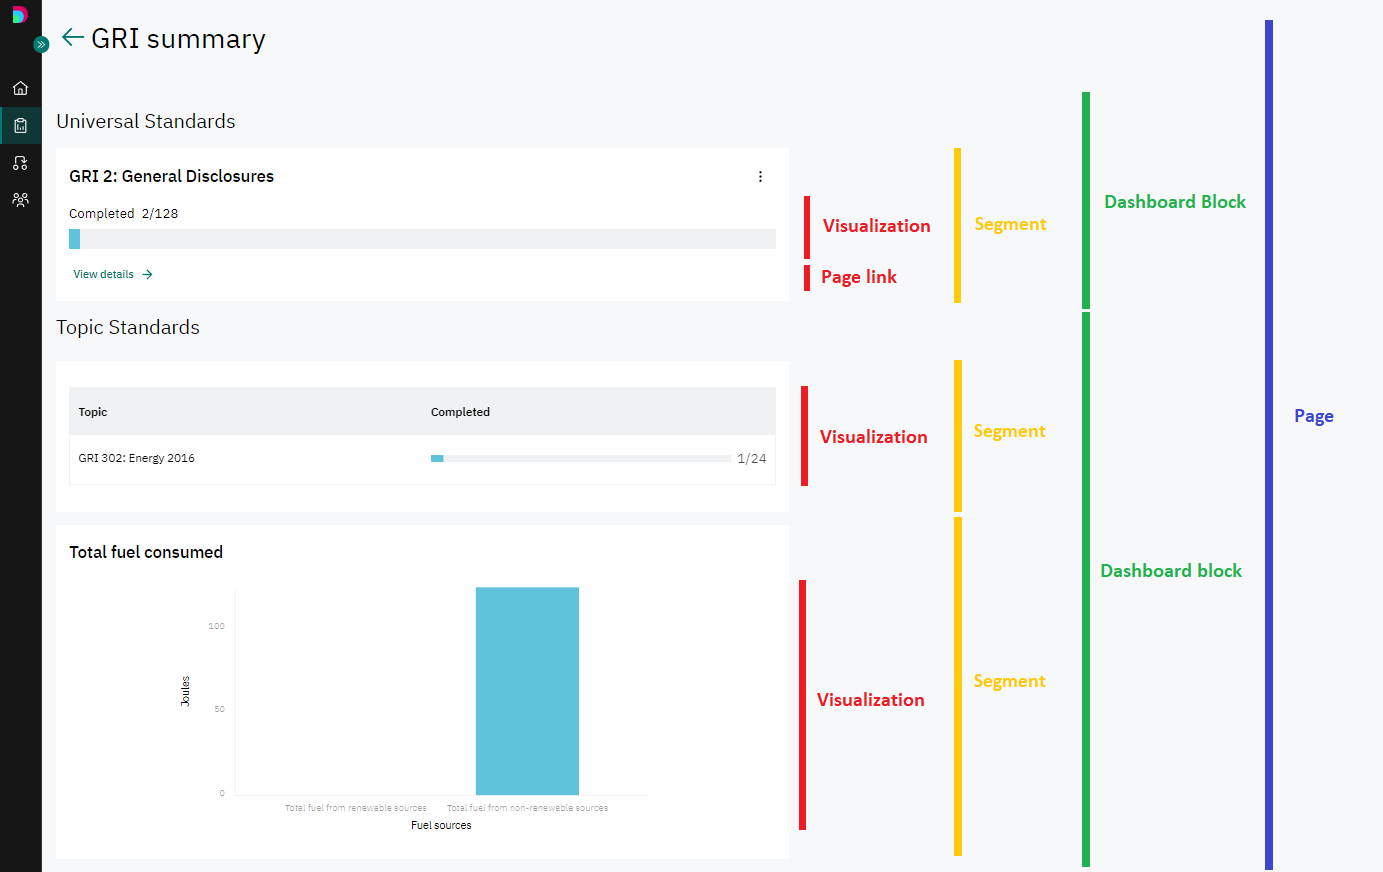 GRI summary
Universal Standards
GRI 2: General Disclosures
Completed 2/128
View details
Visualization
Page link
Segment
Dashboard Block
Topic Standards
Topic Completed
GRI 302: Energy 2016 1/24
Visualization
Segment
Page
Total fuel consumed
Dashboard block
100
50
0
Joules
Total fuel from renewable sources Total fuel from non-renewable sources
Fuel sources
Visualization
Segment